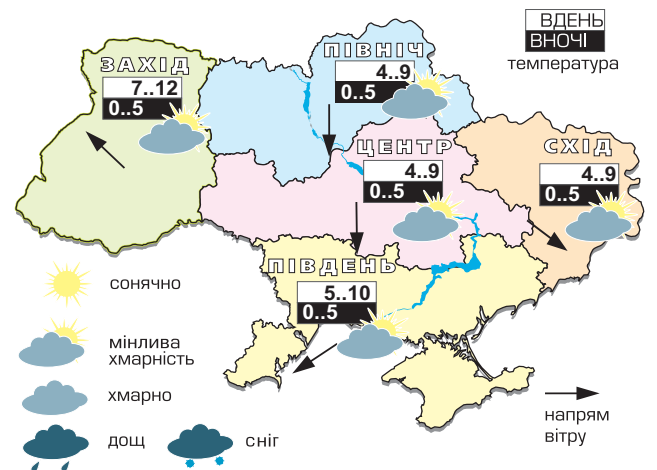 ВДЕНЬ
ВНОЧІ
температура
ПІВНІЧ
4..9
0..5
ЗАХІД
7..12
0..5
ЦЕНТР
4..9
0..5
СХІД
4..9
0..5
ПІВДЕНЬ
5..10
0..5
сонячно
мінлива
хмарність
хмарно
дощ
сніг
напрям
вітру